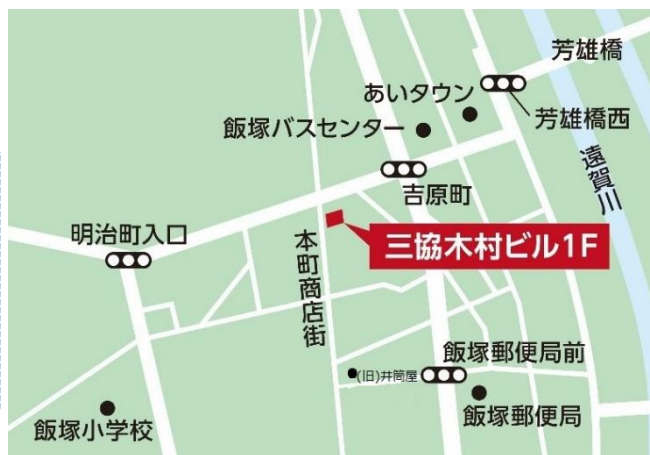 芳雄橋
あいタウン
飯塚バスセンター
芳雄橋西
吉原町
遠賀川
明治町入口
三協木村ビル1F
本町商店街
飯塚郵便局前
(旧)井筒屋
飯塚郵便局
飯塚小学校